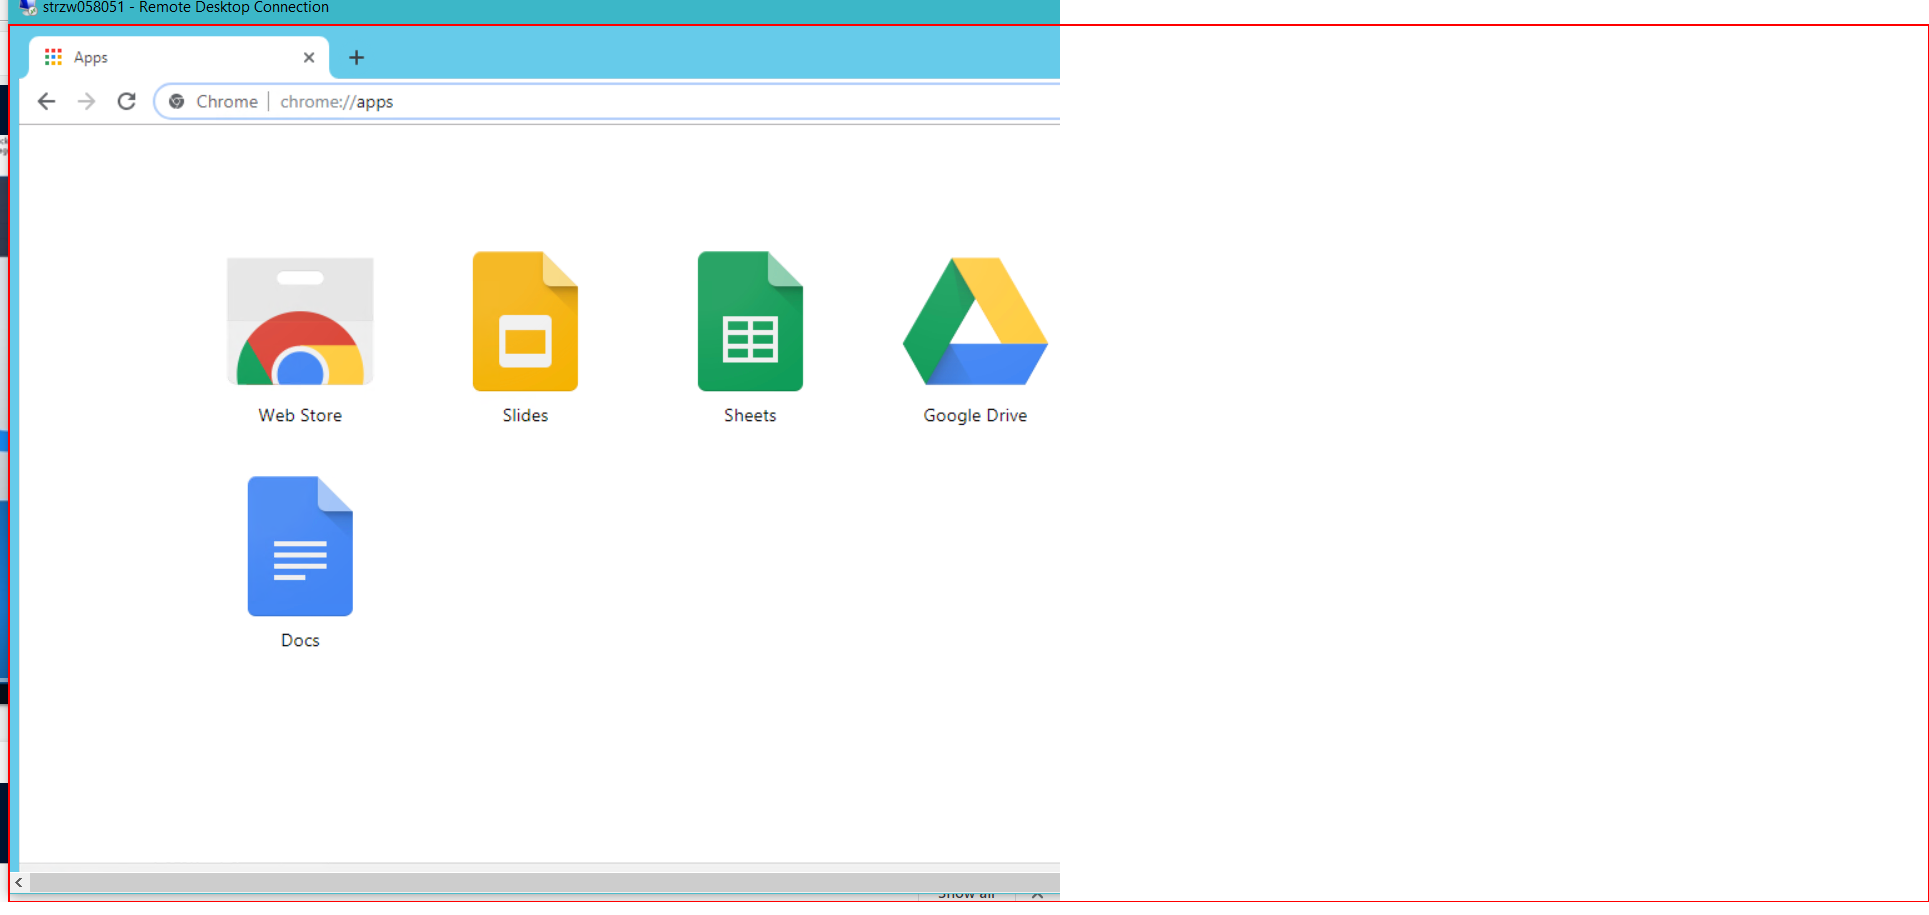 strzw058051 - Remote Desktop Connection
Apps
Chrome | chrome://apps
Web Store
Slides
Sheets
Google Drive
Docs
Show all